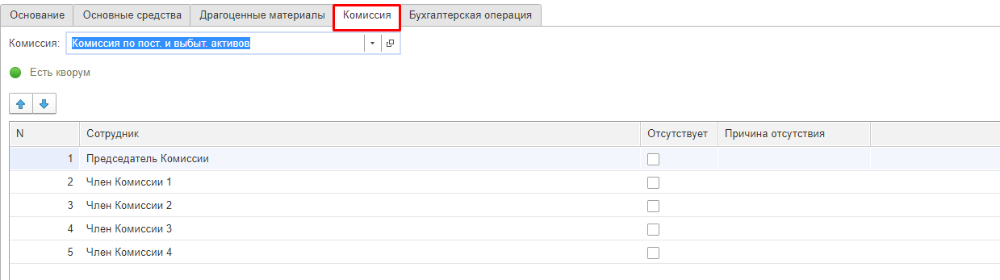 Основание Основные средства Драгоценные материалы Комиссия Бухгалтерская операция
Комиссия: Комиссия по пост. и выбыт. активов
Есть кворум
N Сотрудник Отсутствует Причина отсутствия
1 Председатель Комиссии
2 Член Комиссии 1
3 Член Комиссии 2
4 Член Комиссии 3
5 Член Комиссии 4